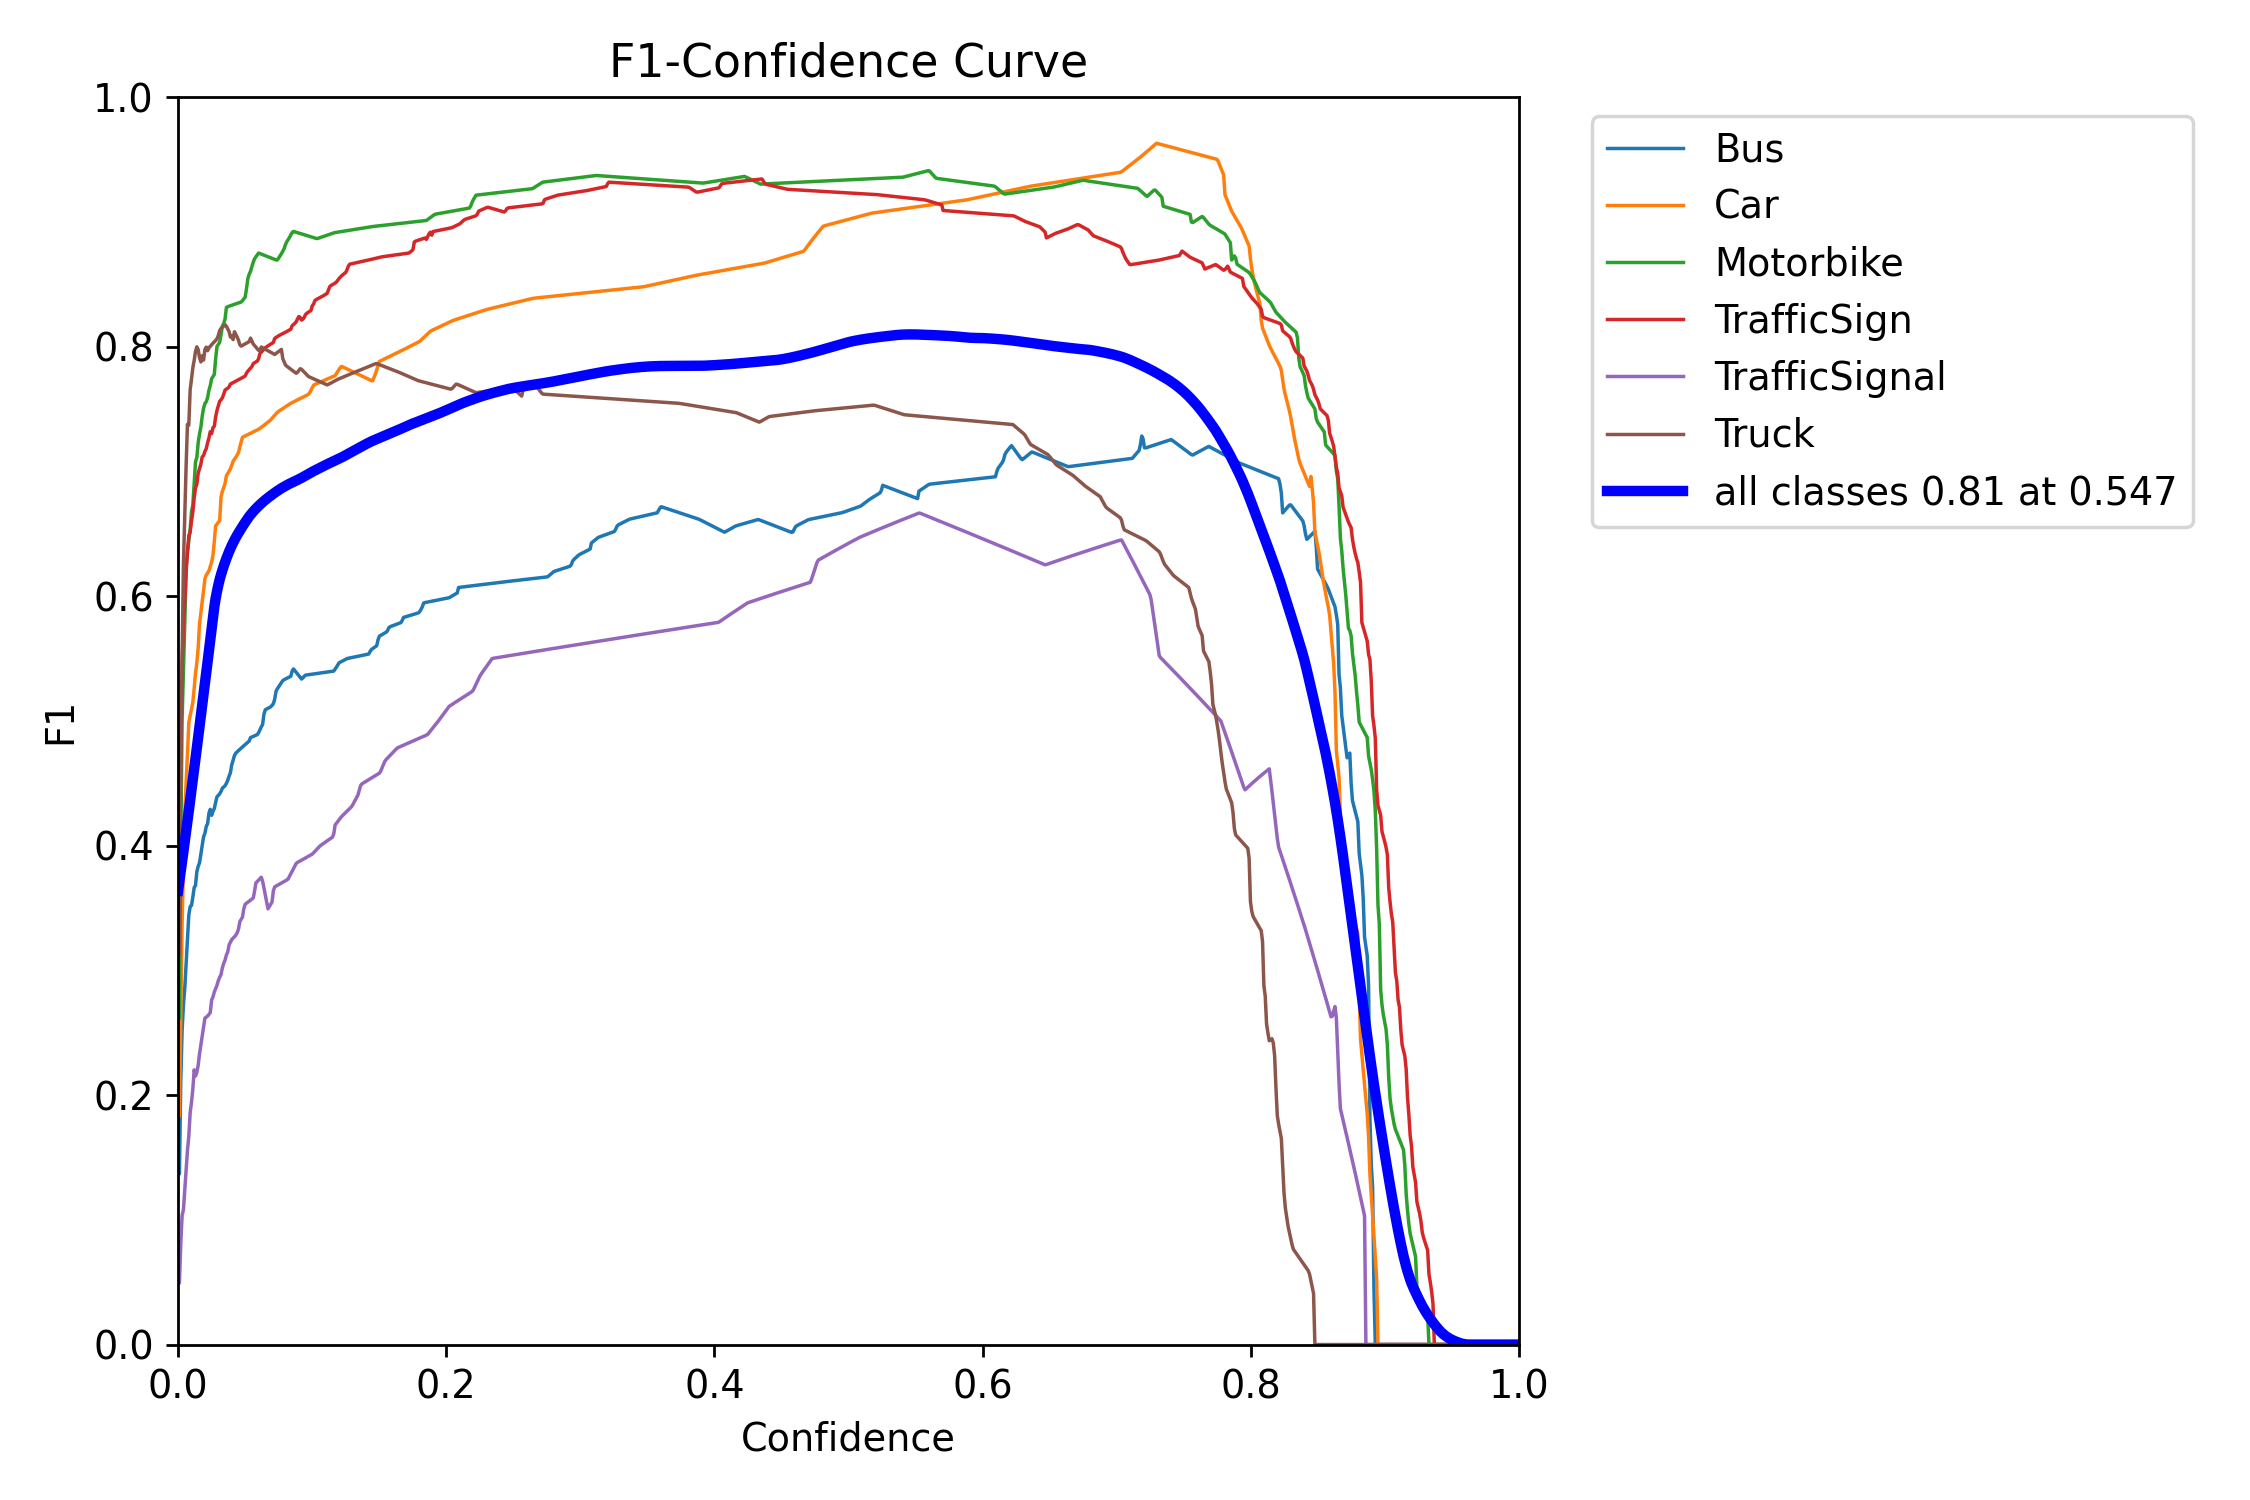 F1-Confidence Curve
1.0
0.8
0.6
0.4
0.2
0.0
F1
0.0 0.2 0.4 0.6 0.8 1.0
Confidence
Bus
Car
Motorbike
TrafficSign
TrafficSignal
Truck
all classes 0.81 at 0.547